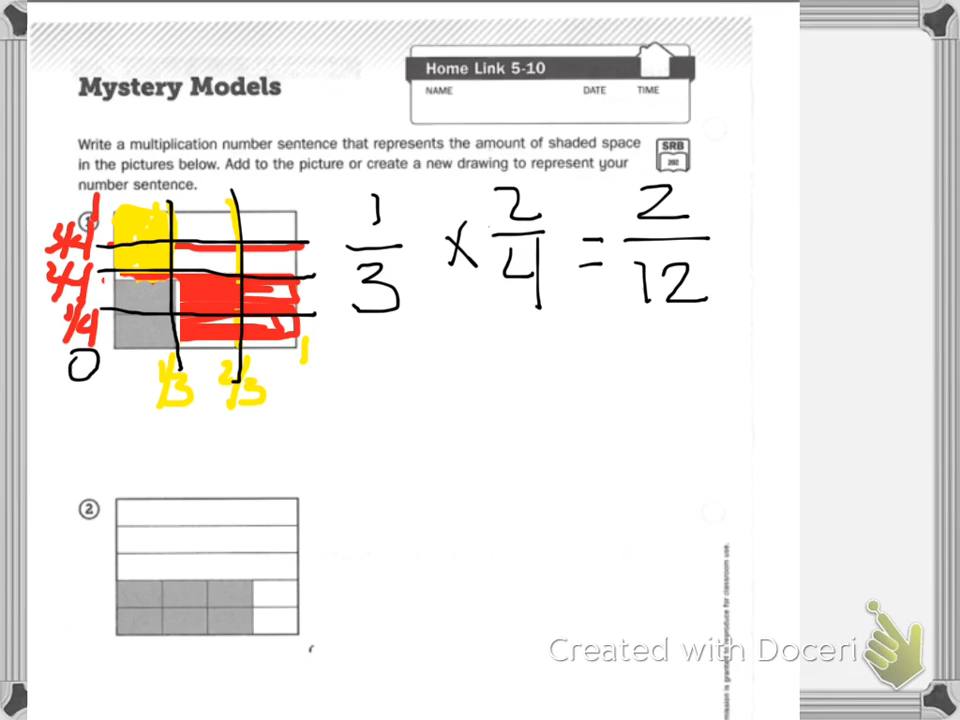 Mystery Models
Home Link 5-10
NAME DATE TIME
Write a multiplication number sentence that represents the amount of shaded space
in the pictures below. Add to the picture or create a new drawing to represent your
number sentence.
SRB
202
1
1
3/4
2/4
1/4
0
1/3 2/3 1
1/3 × 2/4 = 2/12
2
Created with Doceri